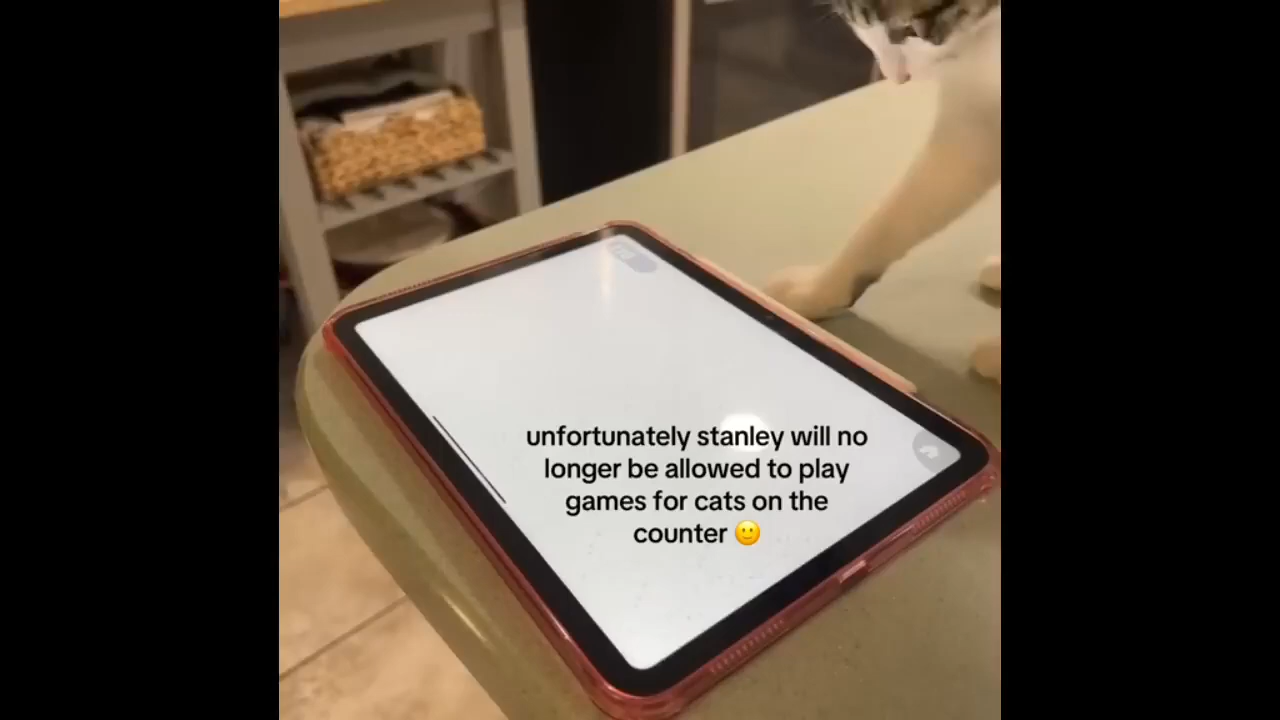 unfortunately stanley will no
longer be allowed to play
games for cats on the
counter 🙂